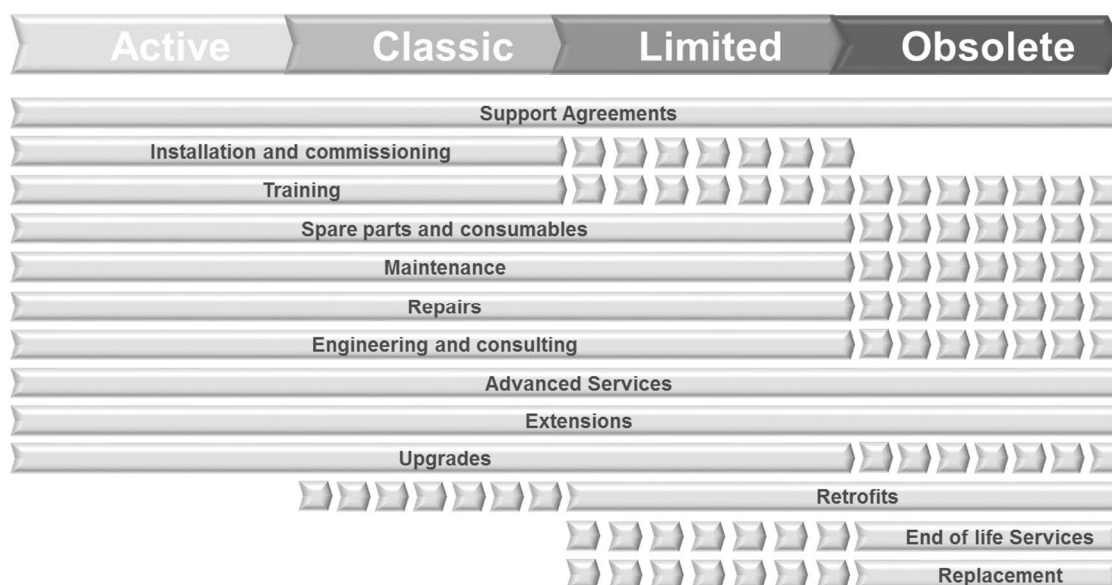 Active Classic Limited Obsolete
Support Agreements
Installation and commissioning
Training
Spare parts and consumables
Maintenance
Repairs
Engineering and consulting
Advanced Services
Extensions
Upgrades
Retrofits
End of life Services
Replacement